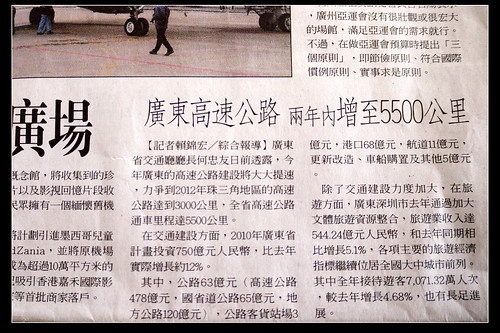 ，廣州亞運會沒有很壯觀或很宏大
的場館，滿足亞運會的需求就行。
不過，在做亞運會預算時提出「三
個原則」，即節儉原則、符合國際
慣例原則、實事求是原則。
廣場
概念館，將收集到的珍
片以及影視回憶片段收
民眾擁有一個緬懷舊機
將計劃引進墨西哥兒童
Zania，並將原機場
成為超過10萬平方米的
吸引香港嘉禾國際影
等首批商家落戶。
廣東高速公路 兩年內增至5500公里
【記者賴錦宏／綜合報導】廣東
省交通廳廳長何忠友日前透露，今
年廣東的高速公路建設將大大提速
，力爭到2012年珠三角地區的高速
公路達到3000公里，全省高速公路
通車里程達5500公里。
在交通建設方面，2010年廣東省
計畫投資750億元人民幣，比去年
實際增長約12%。
其中，公路63億元（高速公路
478億元，國省道公路65億元，地
方公路120億元），公路客貨站場3
億元，港口68億元，航道11億元，
更新改造、車船購置及其他5億元
。
除了交通建設力度加大，在旅
遊方面，廣東深圳市去年通過加大
文體旅遊資源整合，旅遊業收入達
544.24億元人民幣，和去年同期相
比增長5.1%，各項主要的旅遊經濟
指標繼續位居全國大中城市前列。
其中全年接待遊客7,071.32萬人次
，較去年增長4.68%，也有長足進
展。